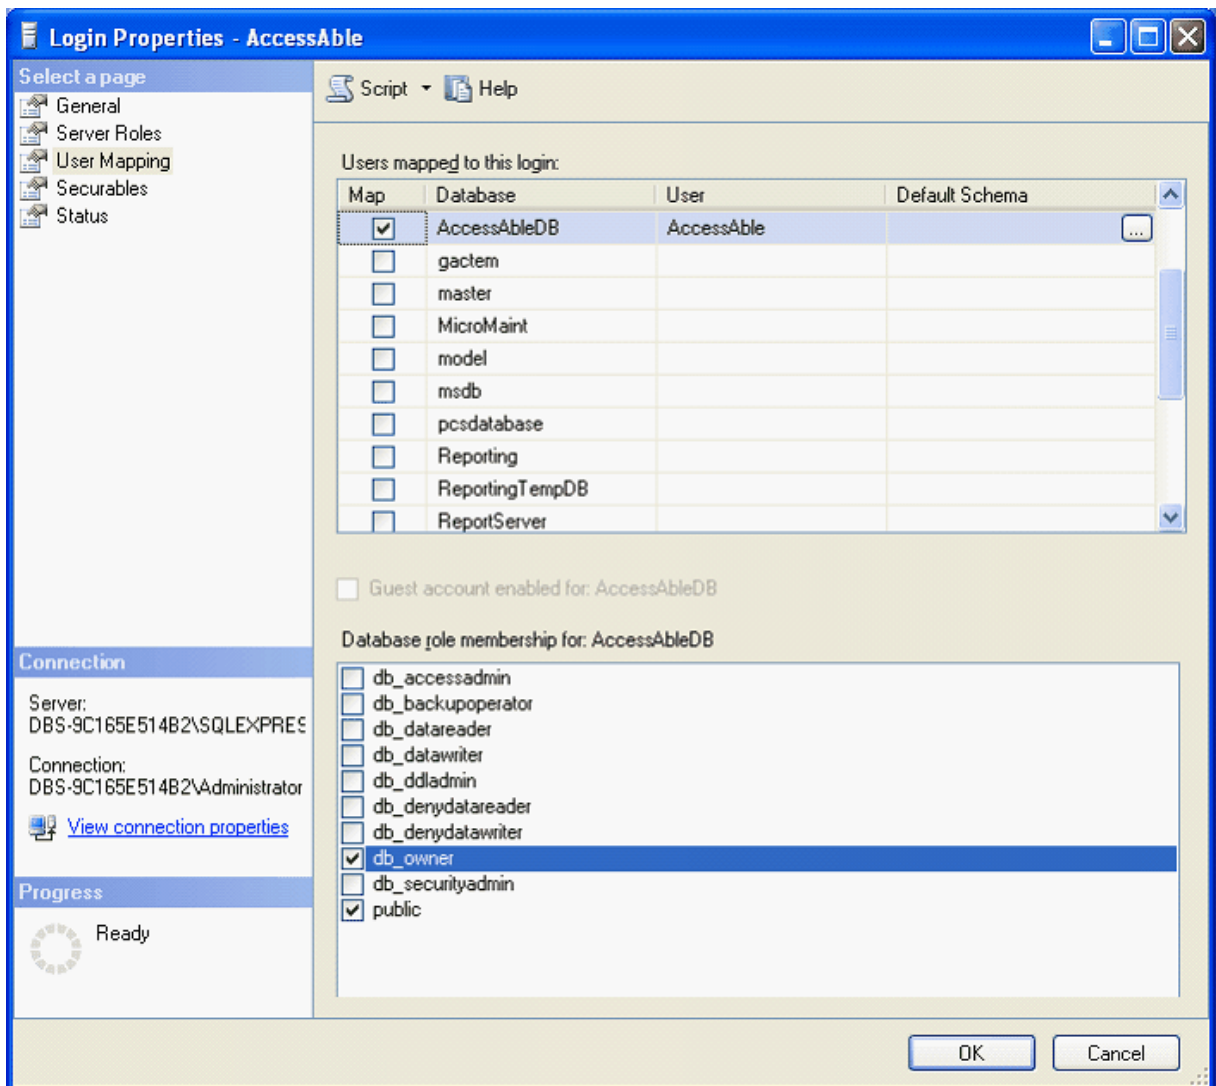 Login Properties - AccessAble
Select a page
General
Server Roles
User Mapping
Securables
Status
Script Help
Users mapped to this login:
Map Database User Default Schema
AccessAbleDB AccessAble ...
gactem
master
MicroMaint
model
msdb
pcsdatabase
Reporting
ReportingTempDB
ReportServer
Guest account enabled for: AccessAbleDB
Database role membership for: AccessAbleDB
db_accessadmin
db_backupoperator
db_datareader
db_datawriter
db_ddladmin
db_denydatareader
db_denydatawriter
db_owner
db_securityadmin
public
Connection
Server:
DBS-9C165E514B2\SQLEXPRES
Connection:
DBS-9C165E514B2\Administrator
View connection properties
Progress
Ready
OK Cancel